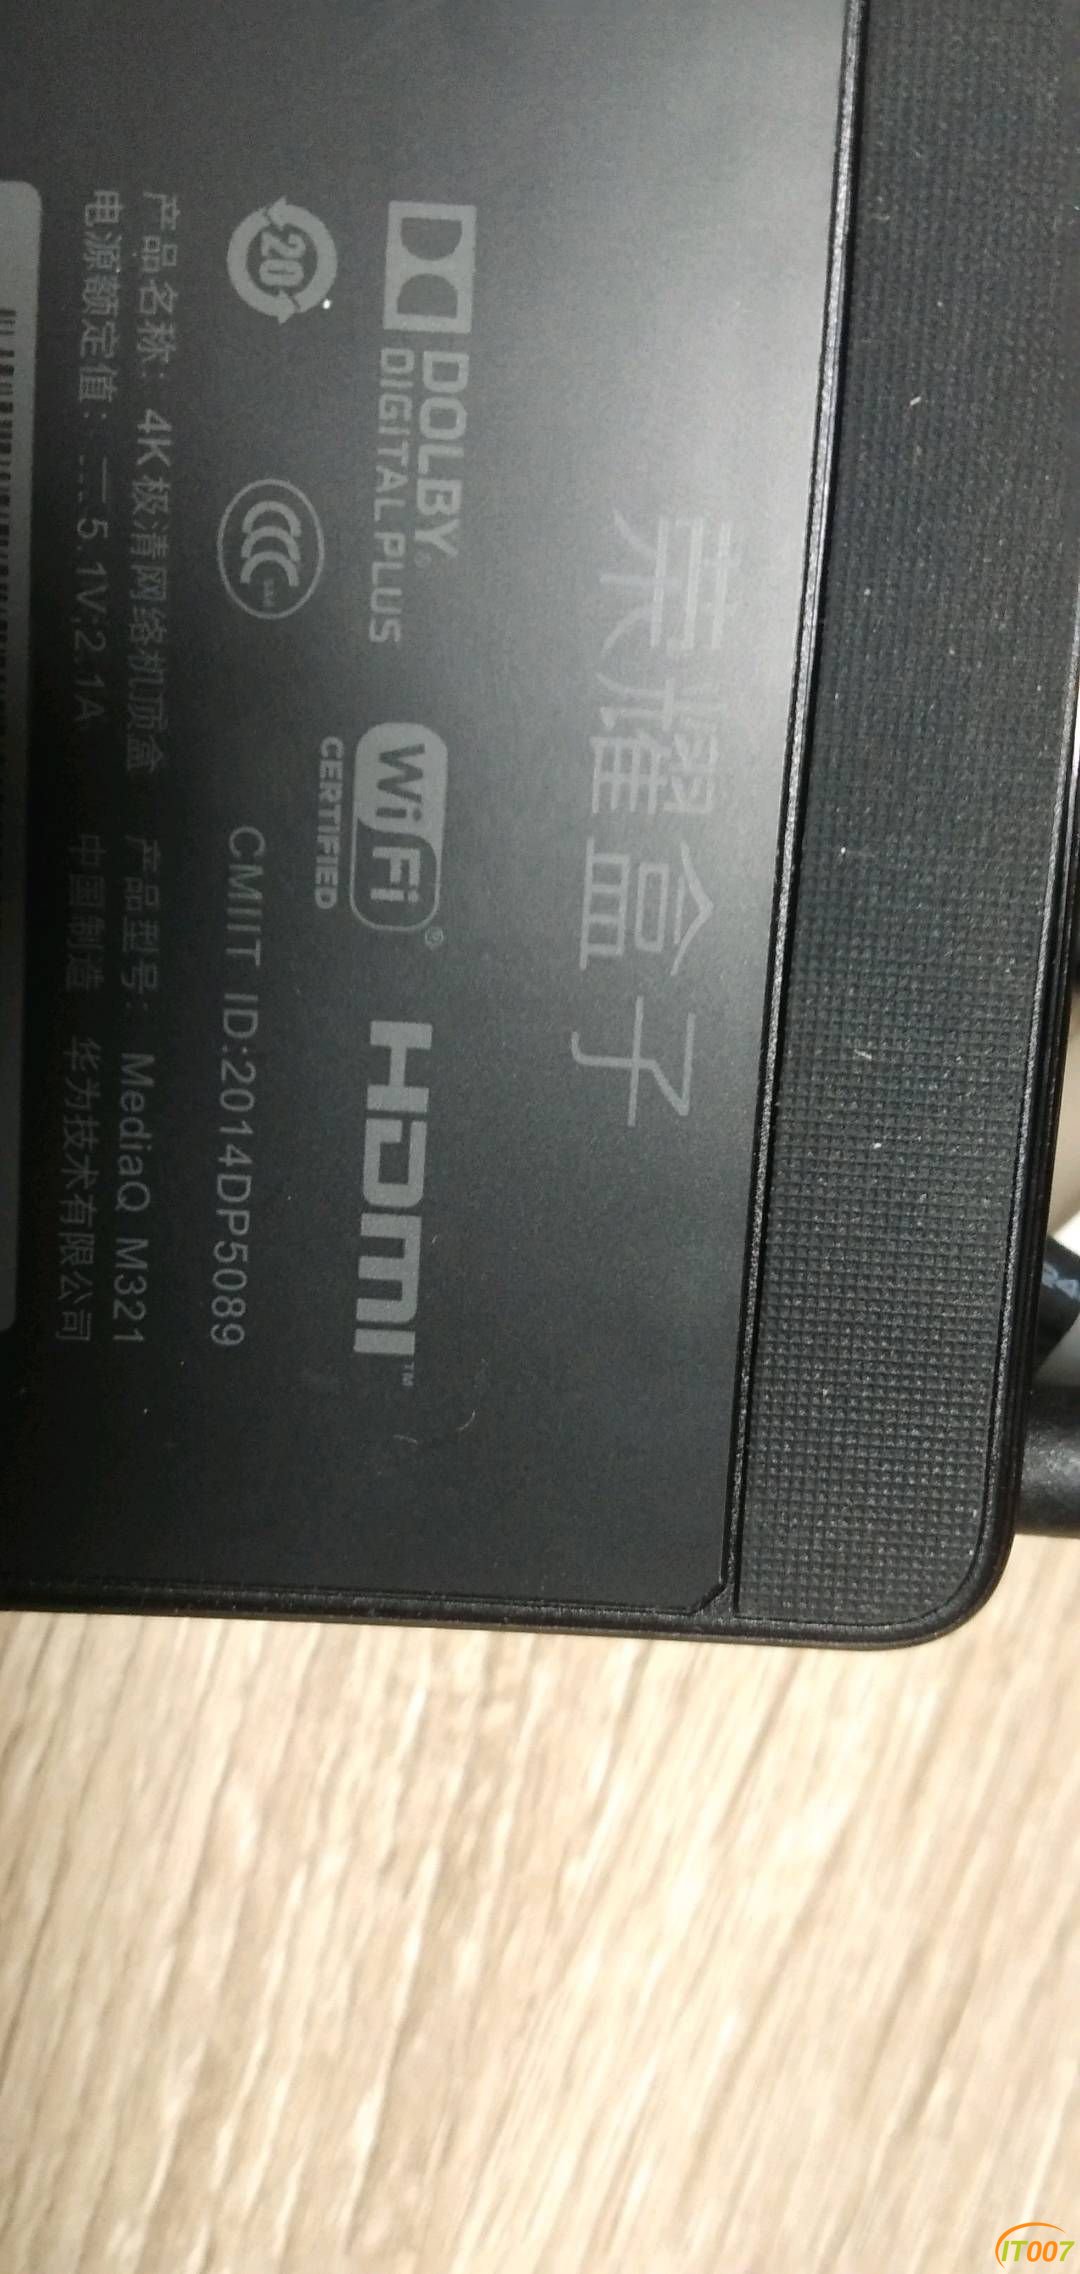 荣耀盒子
DOLBY®
DIGITAL PLUS
WiFi®
CERTIFIED
HDMI™
20
CCC
CMIIT ID:2014DP5089
产品名称: 4K极清网络机顶盒 产品型号: MediaQ M321
电源额定值: 5.1V;2.1A 中国制造 华为技术有限公司
IT007